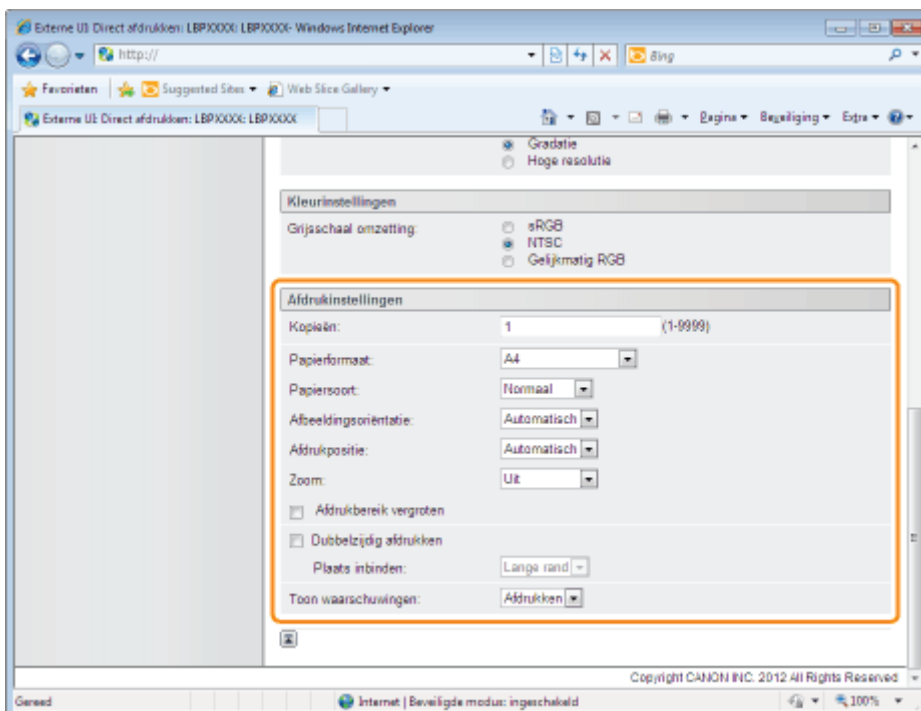 Externe UI: Direct afdrukken: LBPXXXX: LBPXXXX - Windows Internet Explorer
http://
Bing
Favorieten Suggested Sites Web Slice Gallery
Externe UI: Direct afdrukken: LBPXXXX: LBPXXXX
Pagina Beveiliging Extra
Gradatie
Hoge resolutie
Kleurinstellingen
Grijsschaal omzetting: sRGB
NTSC
Gelijkmatig RGB
Afdrukinstellingen
Kopieën: 1 (1-9999)
Papierformaat: A4
Papiersoort: Normaal
Afbeeldingsoriëntatie: Automatisch
Afdrukpositie: Automatisch
Zoom: Uit
Afdrukbereik vergroten
Dubbelzijdig afdrukken
Plaats inbinden: Lange rand
Toon waarschuwingen: Afdrukken
Copyright CANON INC. 2012 All Rights Reserved
Gereed Internet | Beveiligde modus: ingeschakeld 100%